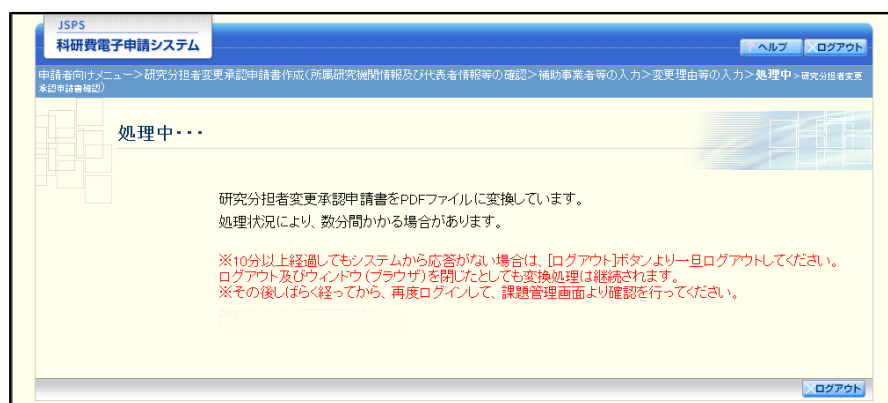 JSPS
科研費電子申請システム
? ヘルプ
×ログアウト
申請者向けメニュー>研究分担者変更承認申請書作成(所属研究機関情報及び代表者情報等の確認>補助事業者等の入力>変更理由等の入力>処理中>研究分担者変更
承認申請書確認)
処理中・・・
研究分担者変更承認申請書をPDFファイルに変換しています。
処理状況により、数分間かかる場合があります。
※10分以上経過してもシステムから応答がない場合は、[ログアウト]ボタンより一旦ログアウトしてください。
ログアウト及びウィンドウ(ブラウザ)を閉じたとしても変換処理は継続されます。
※その後しばらく経ってから、再度ログインして、課題管理画面より確認を行ってください。
×ログアウト